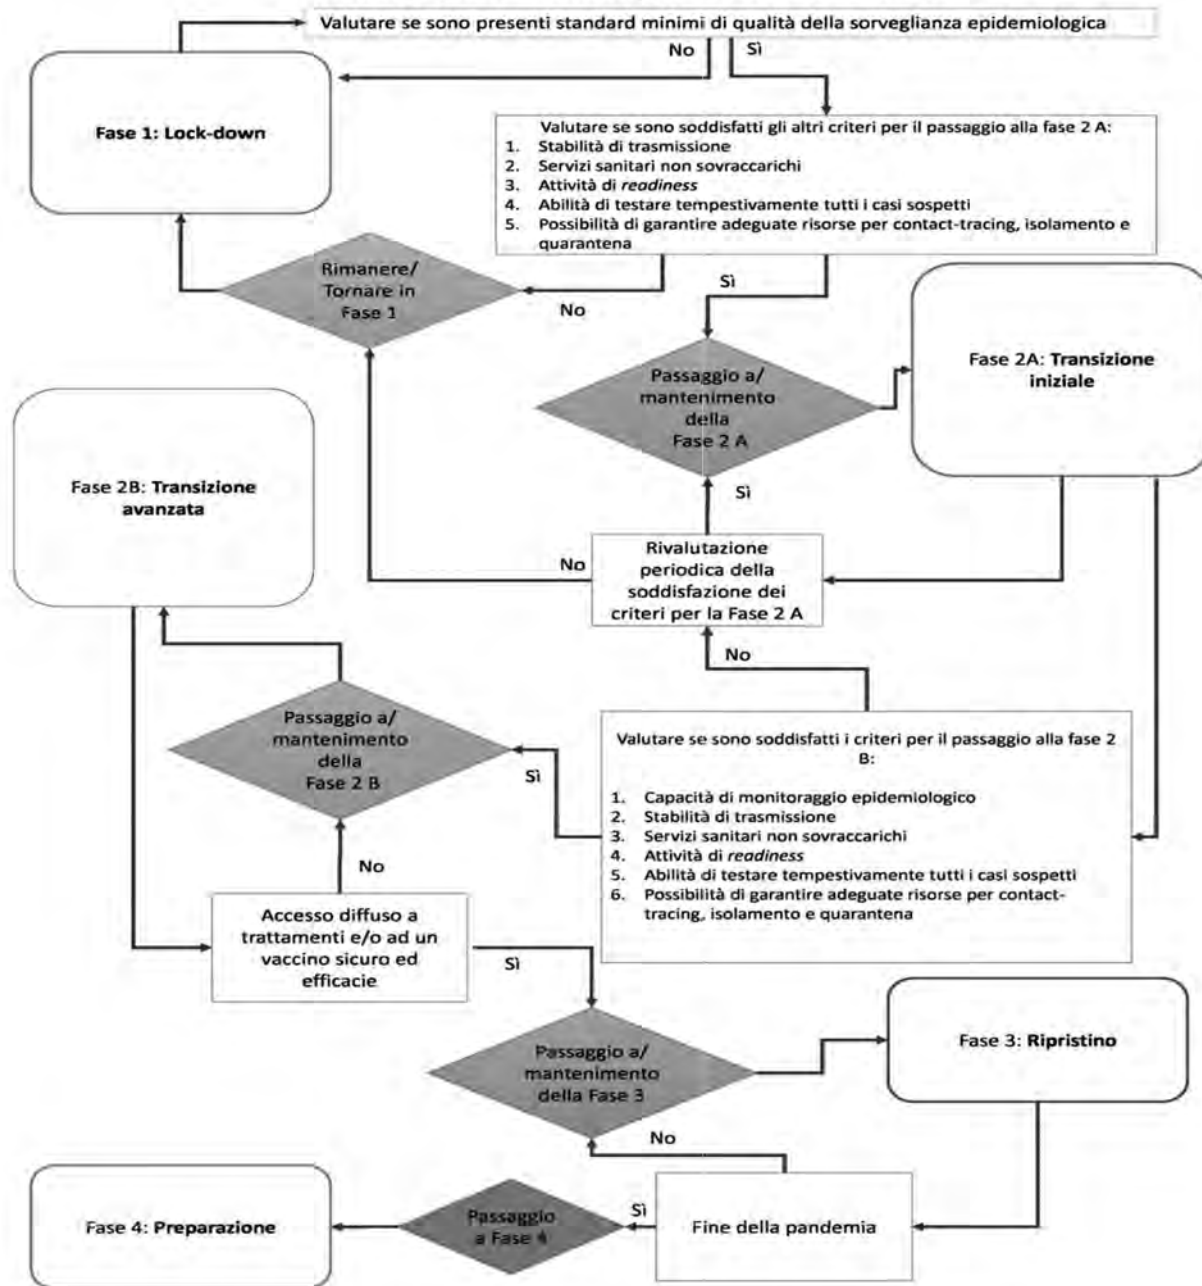 Valutare se sono presenti standard minimi di qualità della sorveglianza epidemiologica
No
Sì
Fase 1: Lock-down
Valutare se sono soddisfatti gli altri criteri per il passaggio alla fase 2 A:
1. Stabilità di trasmissione
2. Servizi sanitari non sovraccarichi
3. Attività di readiness
4. Abilità di testare tempestivamente tutti i casi sospetti
5. Possibilità di garantire adeguate risorse per contact-tracing, isolamento e
quarantena
Rimanere/
Tornare in
Fase 1
No
Sì
Passaggio a/
mantenimento
della
Fase 2 A
Fase 2A: Transizione
iniziale
Fase 2B: Transizione
avanzata
Sì
No
Rivalutazione
periodica della
soddisfazione dei
criteri per la Fase 2 A
No
Passaggio a/
mantenimento
della
Fase 2 B
Sì
Valutare se sono soddisfatti i criteri per il passaggio alla fase 2
B:
1. Capacità di monitoraggio epidemiologico
2. Stabilità di trasmissione
3. Servizi sanitari non sovraccarichi
4. Attività di readiness
5. Abilità di testare tempestivamente tutti i casi sospetti
6. Possibilità di garantire adeguate risorse per contact-
tracing, isolamento e quarantena
No
Accesso diffuso a
trattamenti e/o ad un
vaccino sicuro ed
efficacie
Sì
Passaggio a/
mantenimento
della Fase 3
Fase 3: Ripristino
No
Fine della pandemia
Sì
Passaggio
a Fase 4
Fase 4: Preparazione